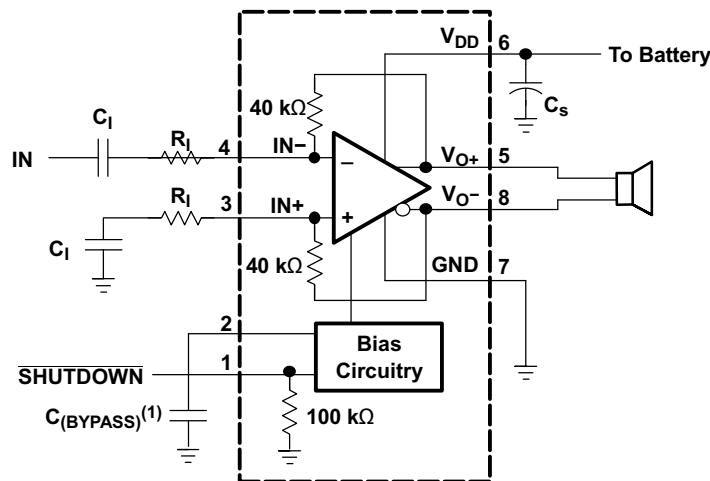 V_DD 6
To Battery
40 kΩ
C_s
C_I
R_I 4 IN−
IN
−
V_O+ 5
R_I 3 IN+
+
V_O− 8
C_I
40 kΩ
GND 7
2
Bias
Circuitry
SHUTDOWN 1
C_(BYPASS)^(1)
100 kΩ